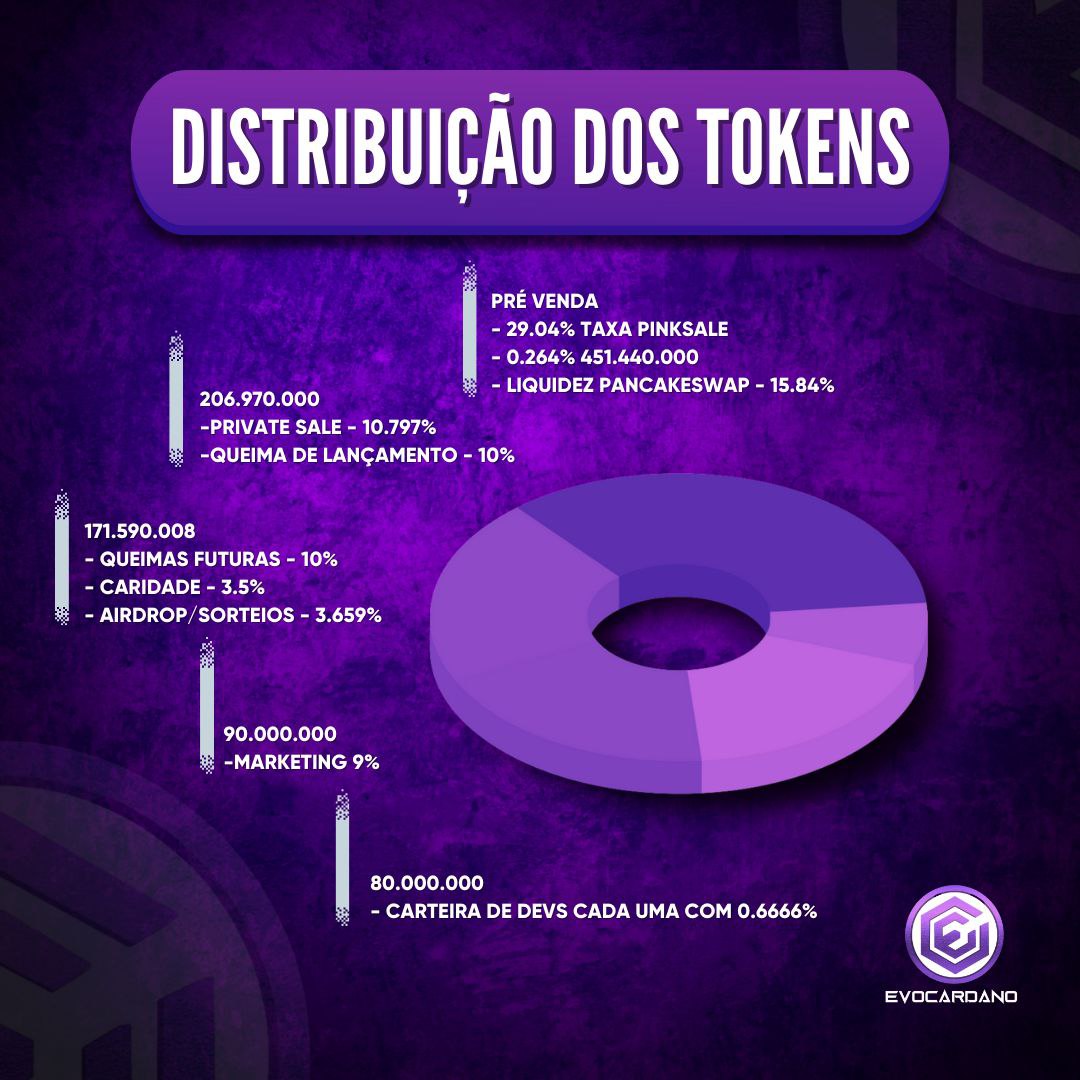 DISTRIBUIÇÃO DOS TOKENS
PRÉ VENDA
- 29.04% TAXA PINKSALE
- 0.264% 451.440.000
- LIQUIDEZ PANCAKESWAP - 15.84%
206.970.000
-PRIVATE SALE - 10.797%
-QUEIMA DE LANÇAMENTO - 10%
171.590.008
- QUEIMAS FUTURAS - 10%
- CARIDADE - 3.5%
- AIRDROP/SORTEIOS - 3.659%
90.000.000
-MARKETING 9%
80.000.000
- CARTEIRA DE DEVS CADA UMA COM 0.6666%
EVOCARDANO